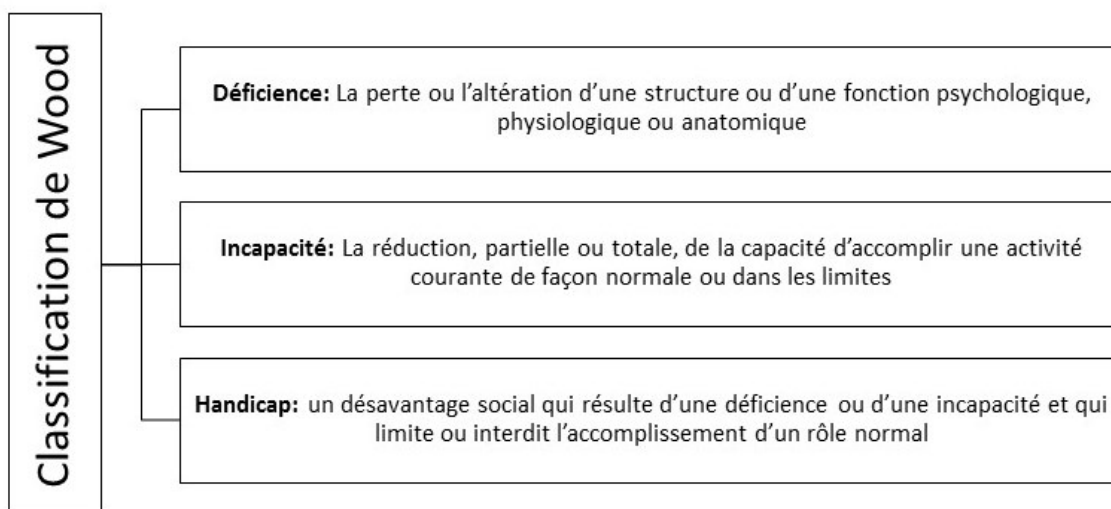 Classification de Wood
Déficience: La perte ou l’altération d’une structure ou d’une fonction psychologique,
physiologique ou anatomique
Incapacité: La réduction, partielle ou totale, de la capacité d’accomplir une activité
courante de façon normale ou dans les limites
Handicap: un désavantage social qui résulte d’une déficience ou d’une incapacité et qui
limite ou interdit l’accomplissement d’un rôle normal